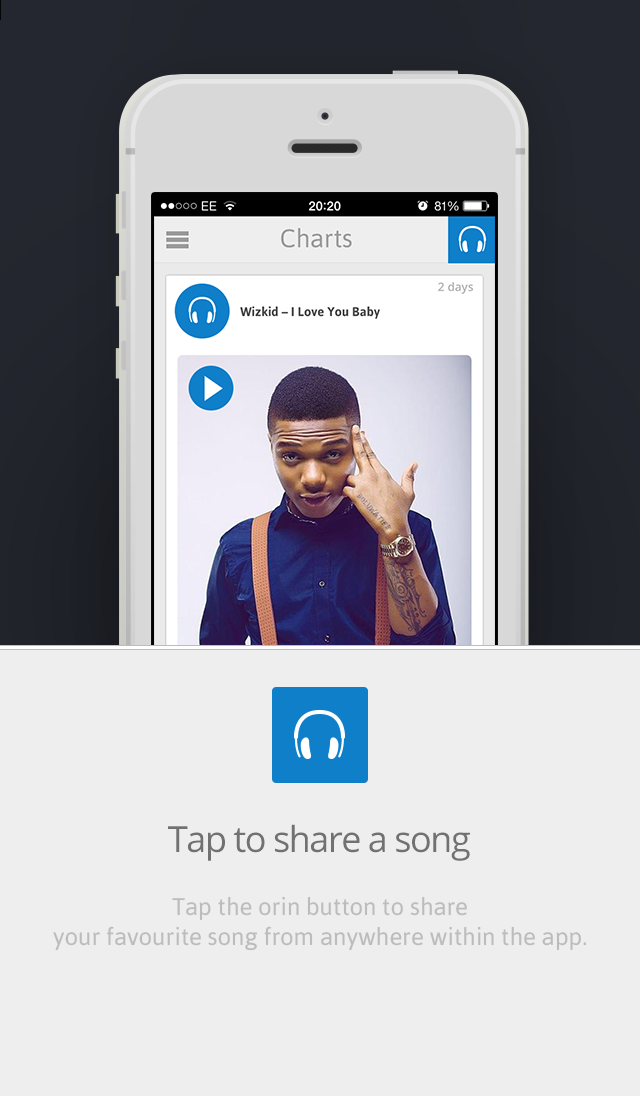 EE 20:20 81%
Charts
2 days
Wizkid – I Love You Baby
Tap to share a song
Tap the orin button to share
your favourite song from anywhere within the app.